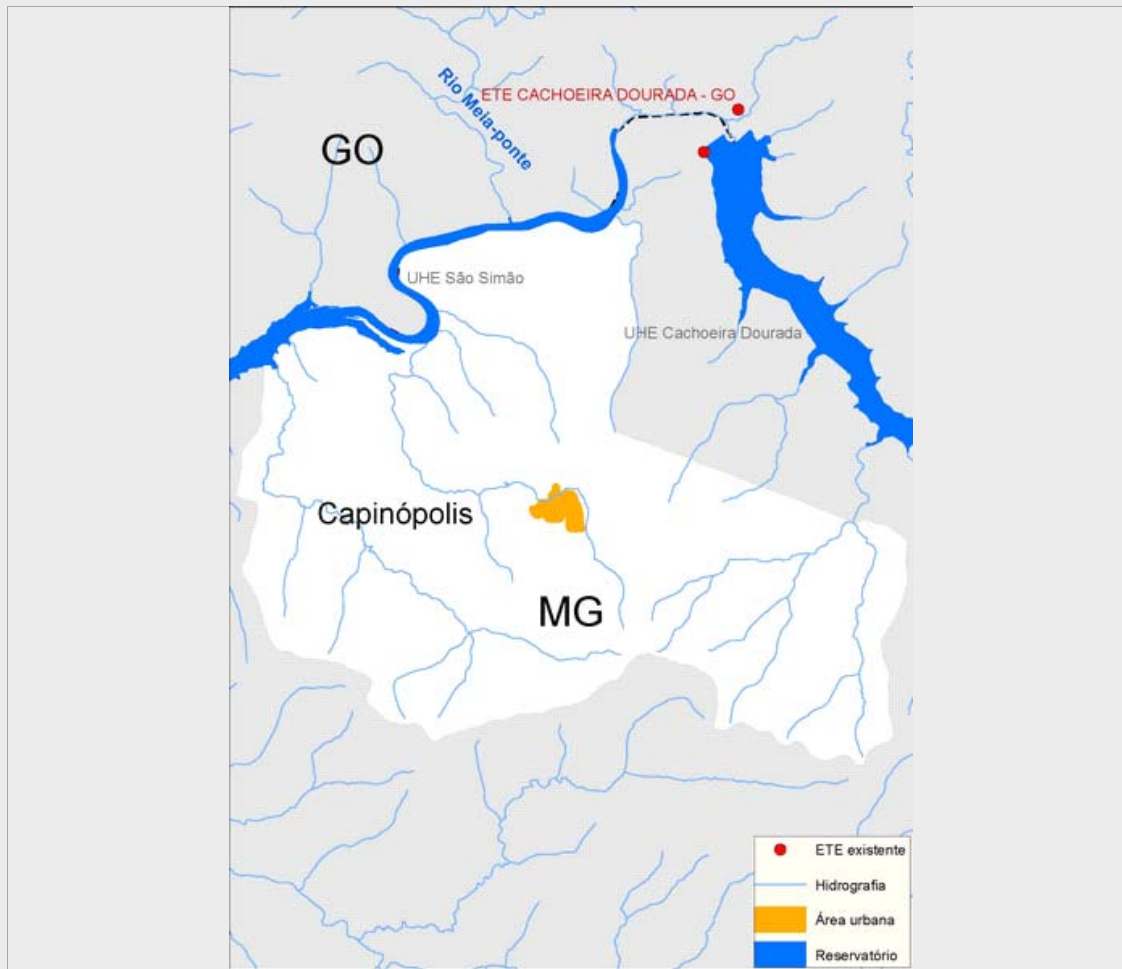 ETE CACHOEIRA DOURADA - GO
Rio Meia-ponte
GO
UHE São Simão
UHE Cachoeira Dourada
Capinópolis
MG
ETE existente
Hidrografia
Área urbana
Reservatório